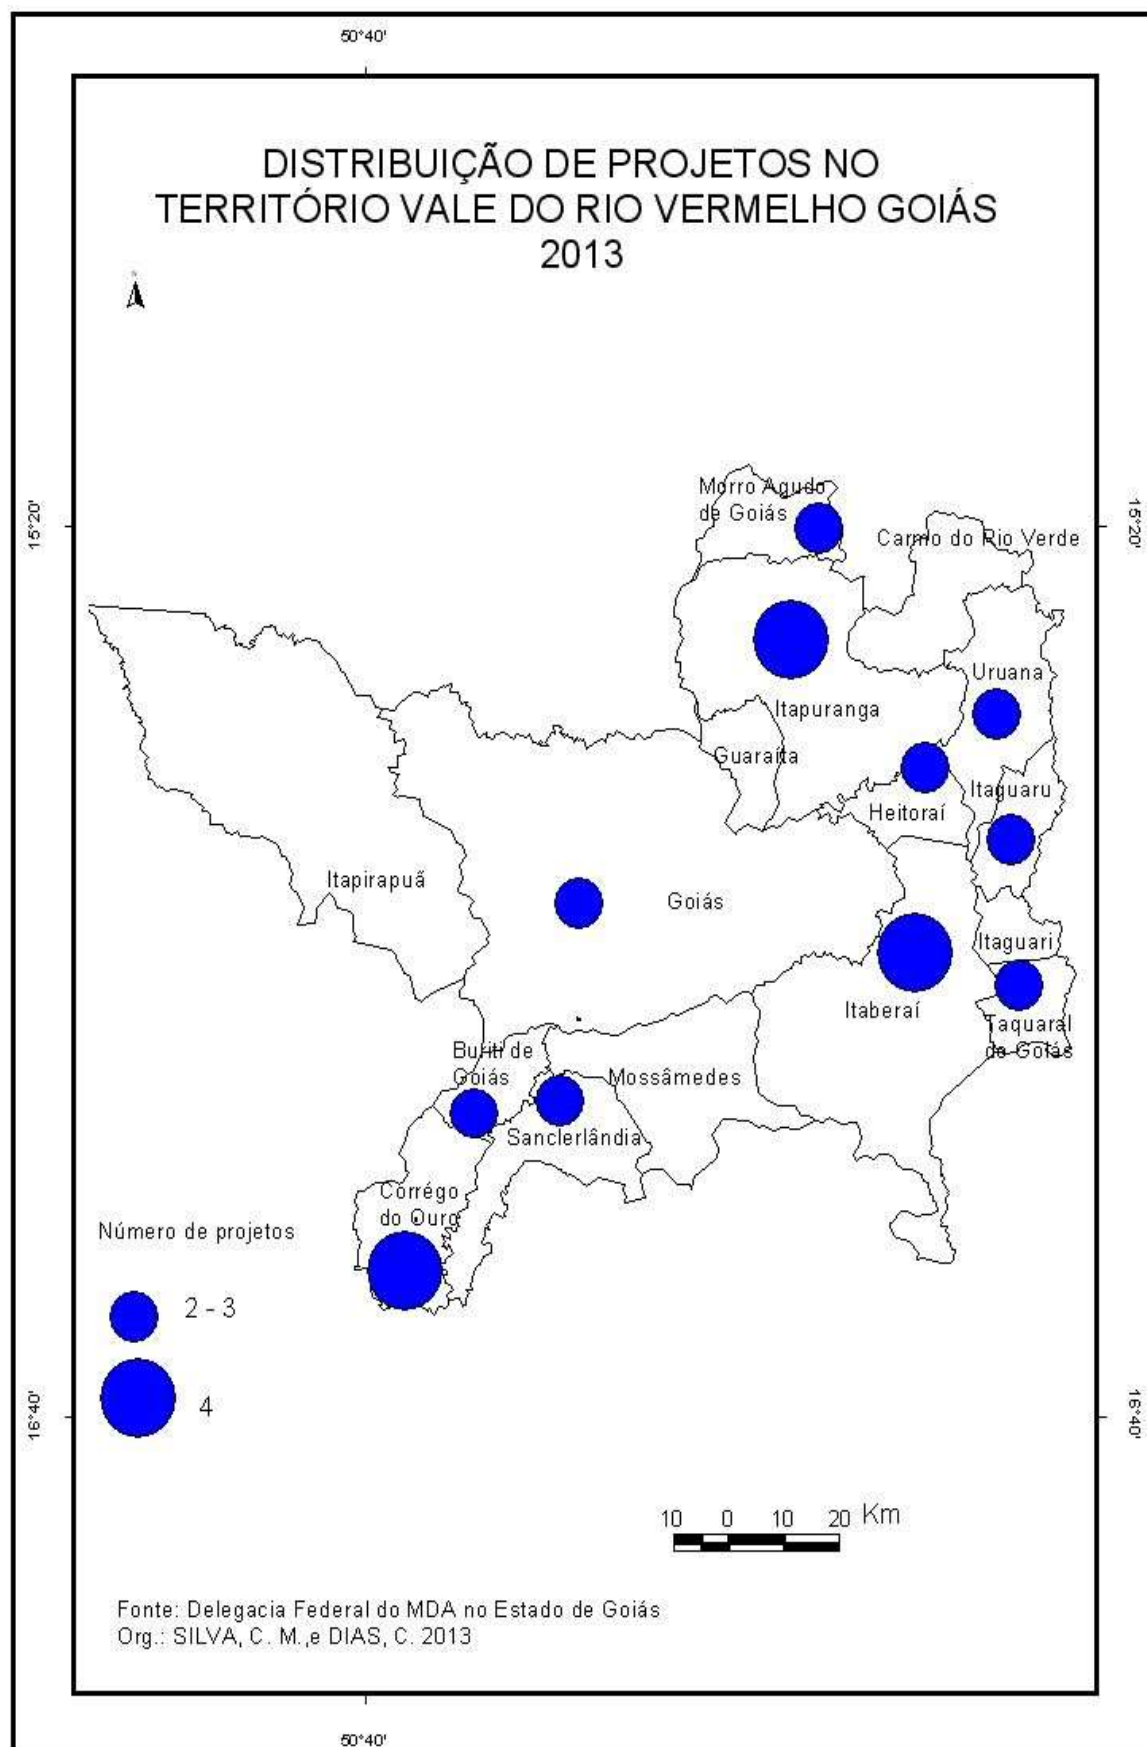 50°40'
DISTRIBUIÇÃO DE PROJETOS NO
TERRITÓRIO VALE DO RIO VERMELHO GOIÁS
2013
15°20'
15°20'
Morro Agudo
de Goiás
Carmo do Rio Verde
Uruana
Itapuranga
Guaraíta
Itaguaru
Heitoraí
Itapirapuã
Goiás
Itaguari
Itaberaí
Taquaral
de Goiás
Buriti de
Goiás
Mossâmedes
Sanclerlândia
Corrégo
do Ouro
Número de projetos
2 - 3
4
16°40'
16°40'
10 0 10 20 Km
Fonte: Delegacia Federal do MDA no Estado de Goiás
Org.: SILVA, C. M.,e DIAS, C. 2013
50°40'